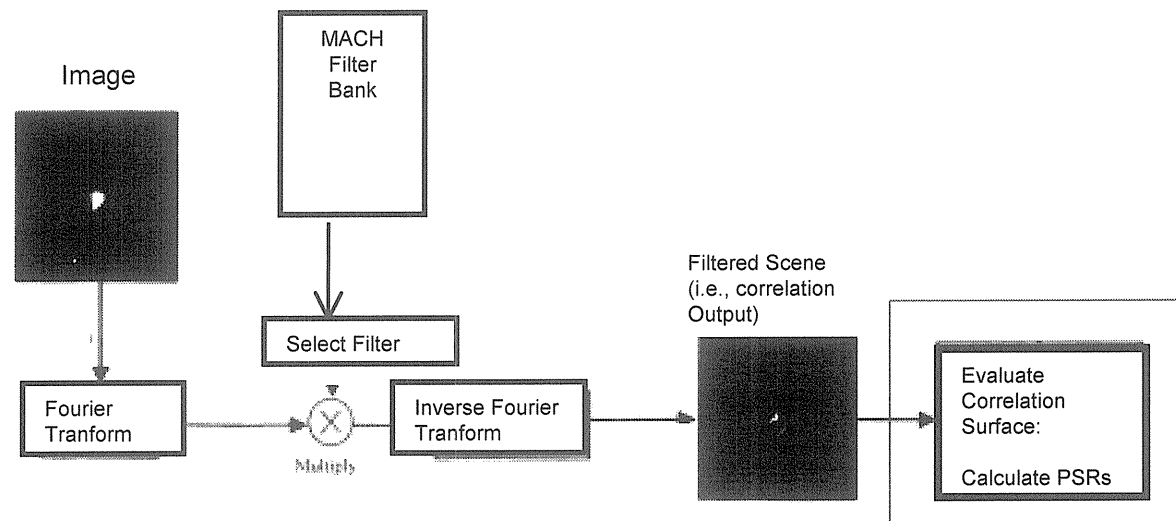 MACH
Filter
Bank
Image
Select Filter
Fourier
Tranform
Multiply
Inverse Fourier
Tranform
Filtered Scene
(i.e., correlation
Output)
Evaluate
Correlation
Surface:
Calculate PSRs